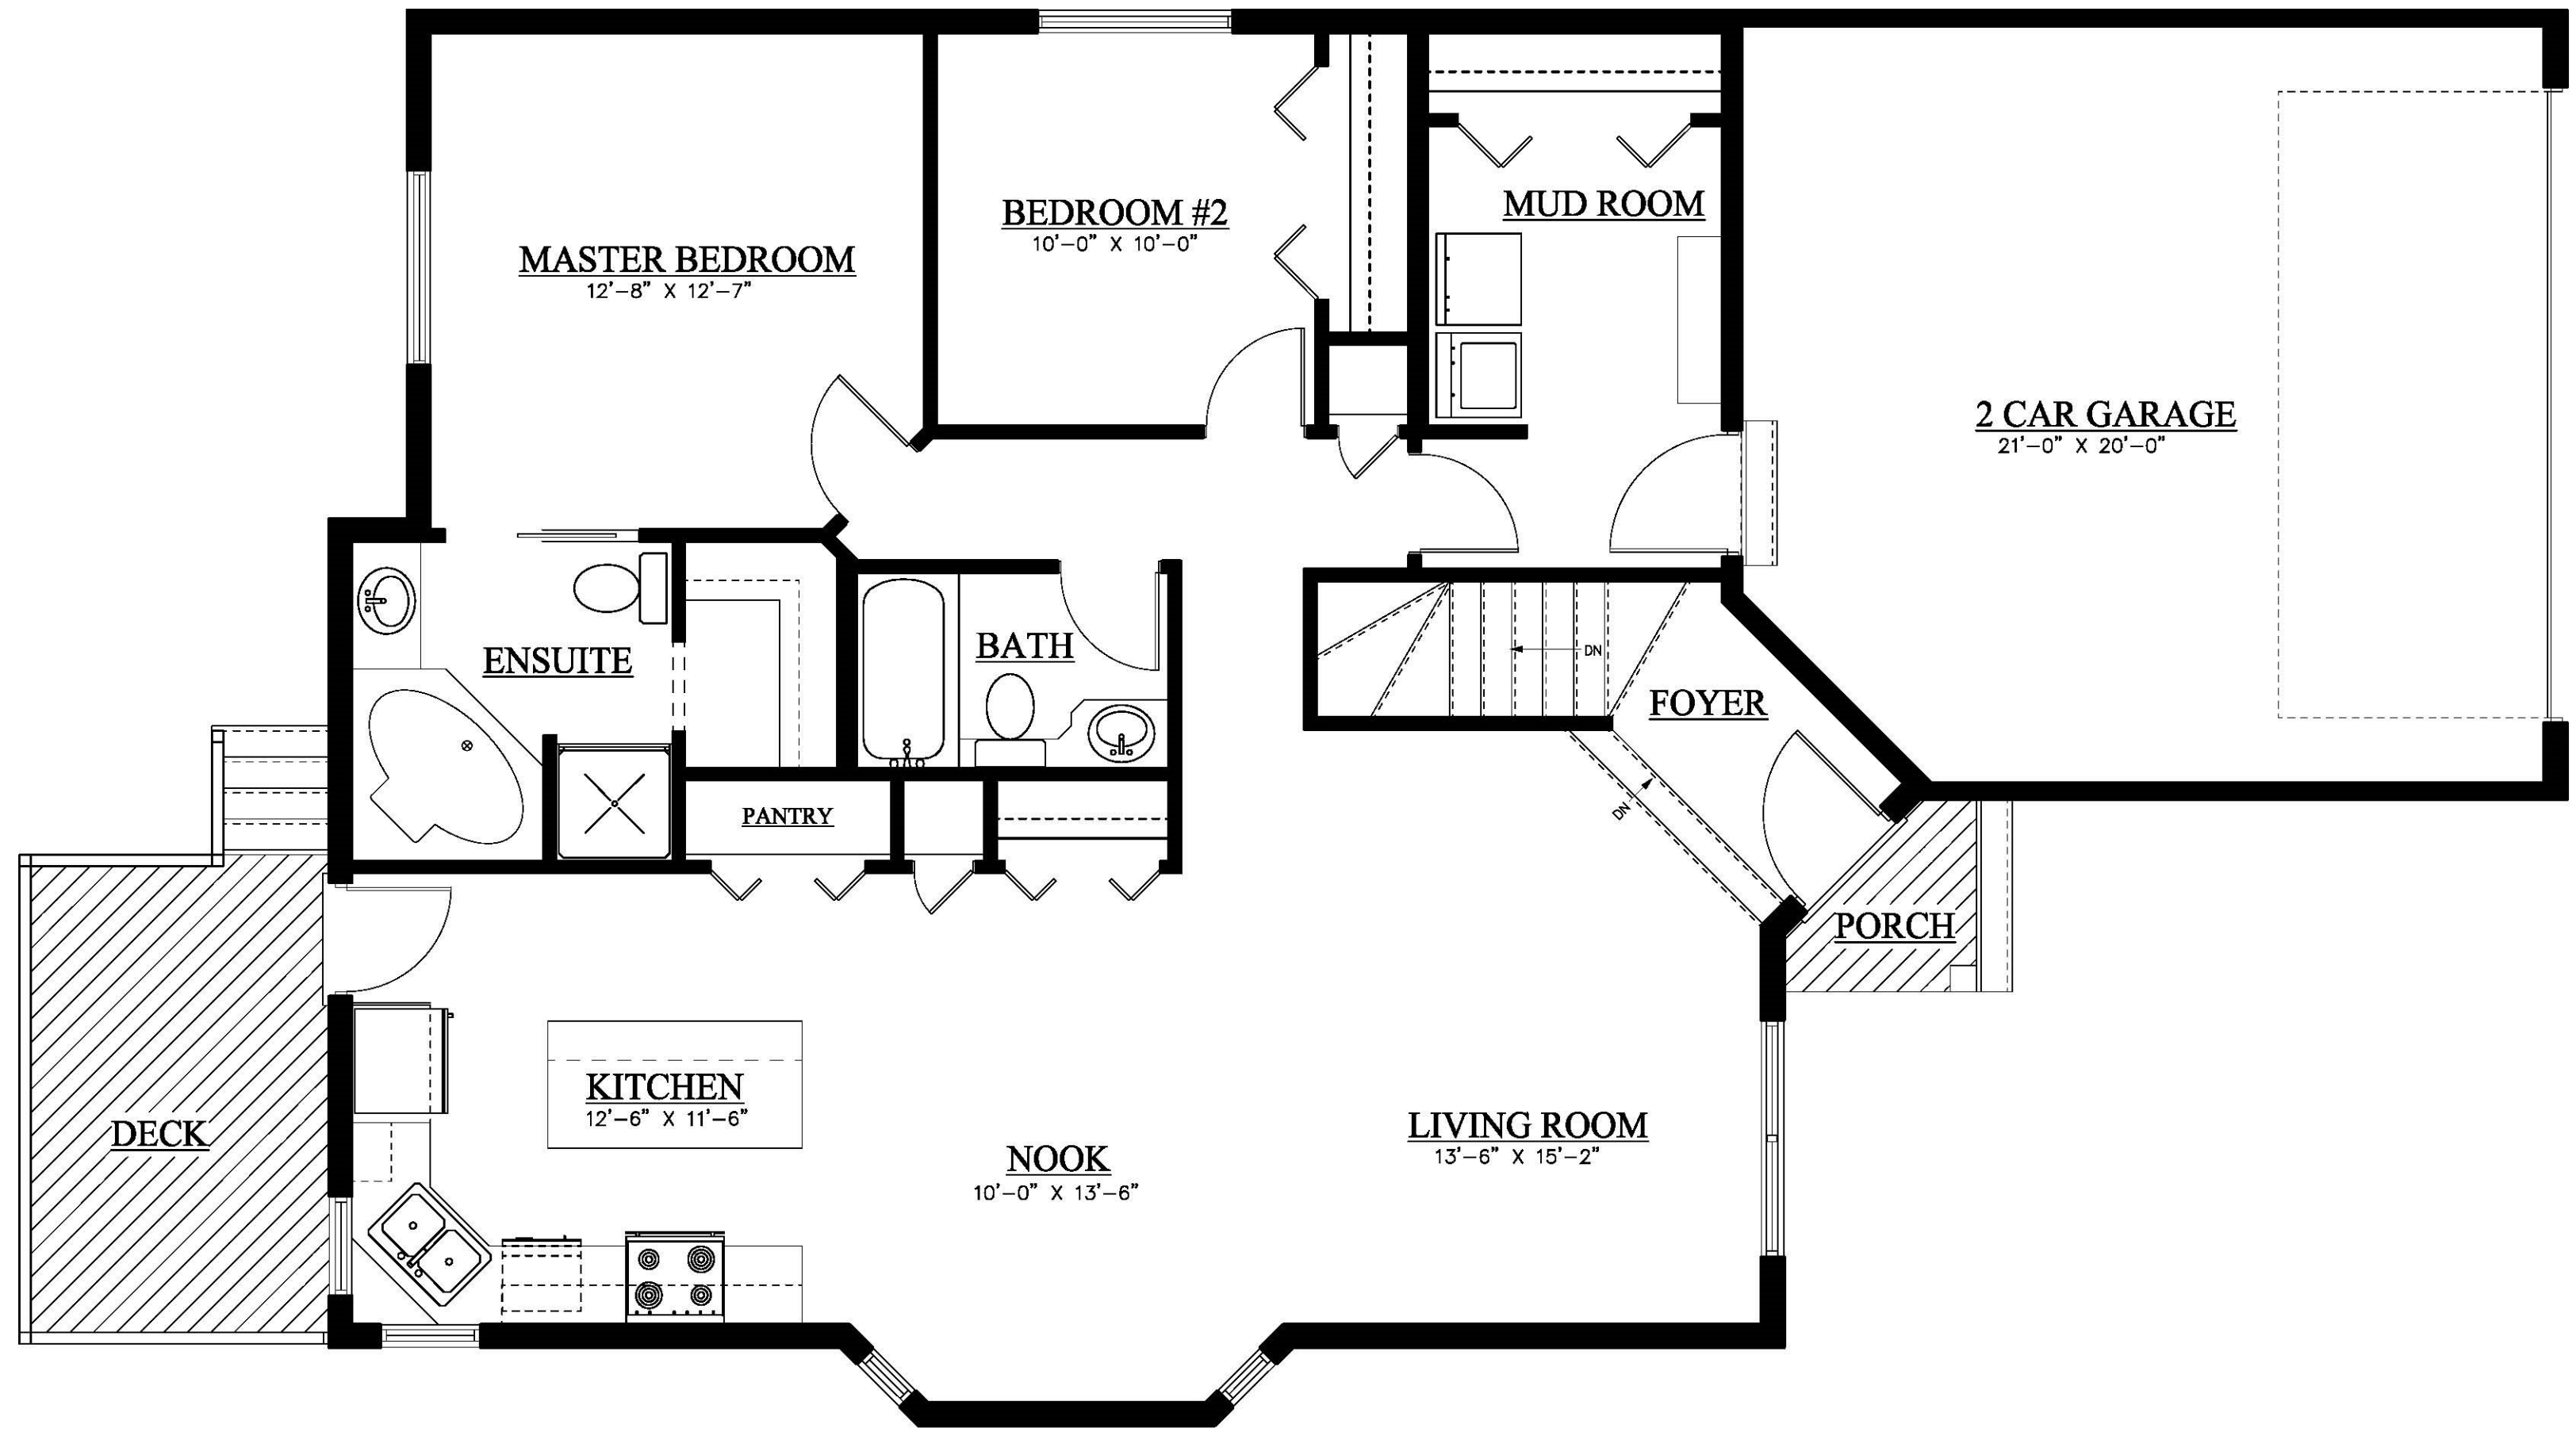 MASTER BEDROOM
12'-8" X 12'-7"
BEDROOM #2
10'-0" X 10'-0"
MUD ROOM
2 CAR GARAGE
21'-0" X 20'-0"
ENSUITE
BATH
DN
FOYER
PANTRY
DN
PORCH
DECK
KITCHEN
12'-6" X 11'-6"
NOOK
10'-0" X 13'-6"
LIVING ROOM
13'-6" X 15'-2"